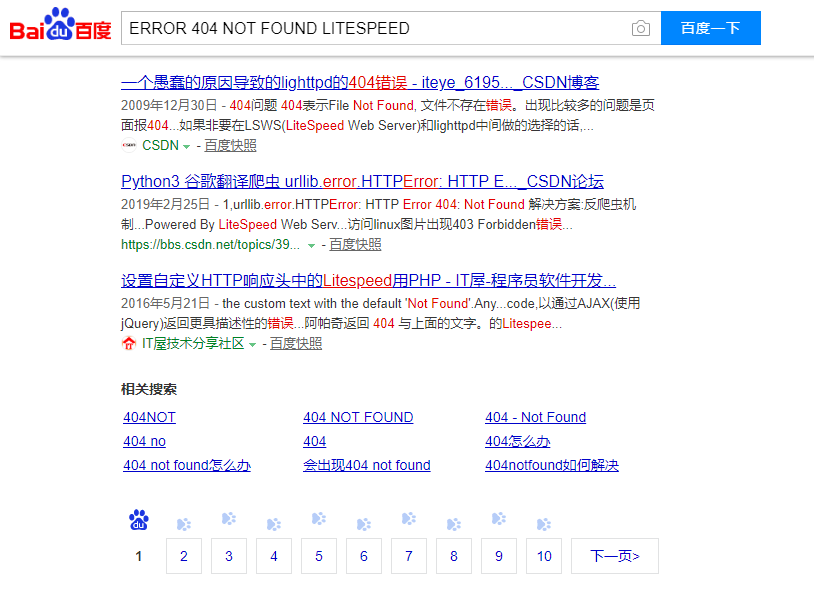 Bai du 百度
ERROR 404 NOT FOUND LITESPEED
百度一下
一个愚蠢的原因导致的lighttpd的404错误 - iteye_6195..._CSDN博客
2009年12月30日 - 404问题 404表示File Not Found, 文件不存在错误。出现比较多的问题是页
面报404...如果非要在LSWS(LiteSpeed Web Server)和lighttpd中间做的选择的话,...
CSDN - 百度快照
Python3 谷歌翻译爬虫 urllib.error.HTTPError: HTTP E..._CSDN论坛
2019年2月25日 - 1,urllib.error.HTTPError: HTTP Error 404: Not Found 解决方案:反爬虫机
制...Powered By LiteSpeed Web Serv...访问linux图片出现403 Forbidden错误...
https://bbs.csdn.net/topics/39... - 百度快照
设置自定义HTTP响应头中的Litespeed用PHP - IT屋-程序员软件开发...
2016年5月21日 - the custom text with the default 'Not Found'.Any...code,以通过AJAX(使用
jQuery)返回更具描述性的错误...阿帕奇返回 404 与上面的文字。的Litespee...
IT屋技术分享社区 - 百度快照
相关搜索
404NOT 404 NOT FOUND 404 - Not Found
404 no 404 404怎么办
404 not found怎么办 会出现404 not found 404notfound如何解决
du
1 2 3 4 5 6 7 8 9 10 下一页>